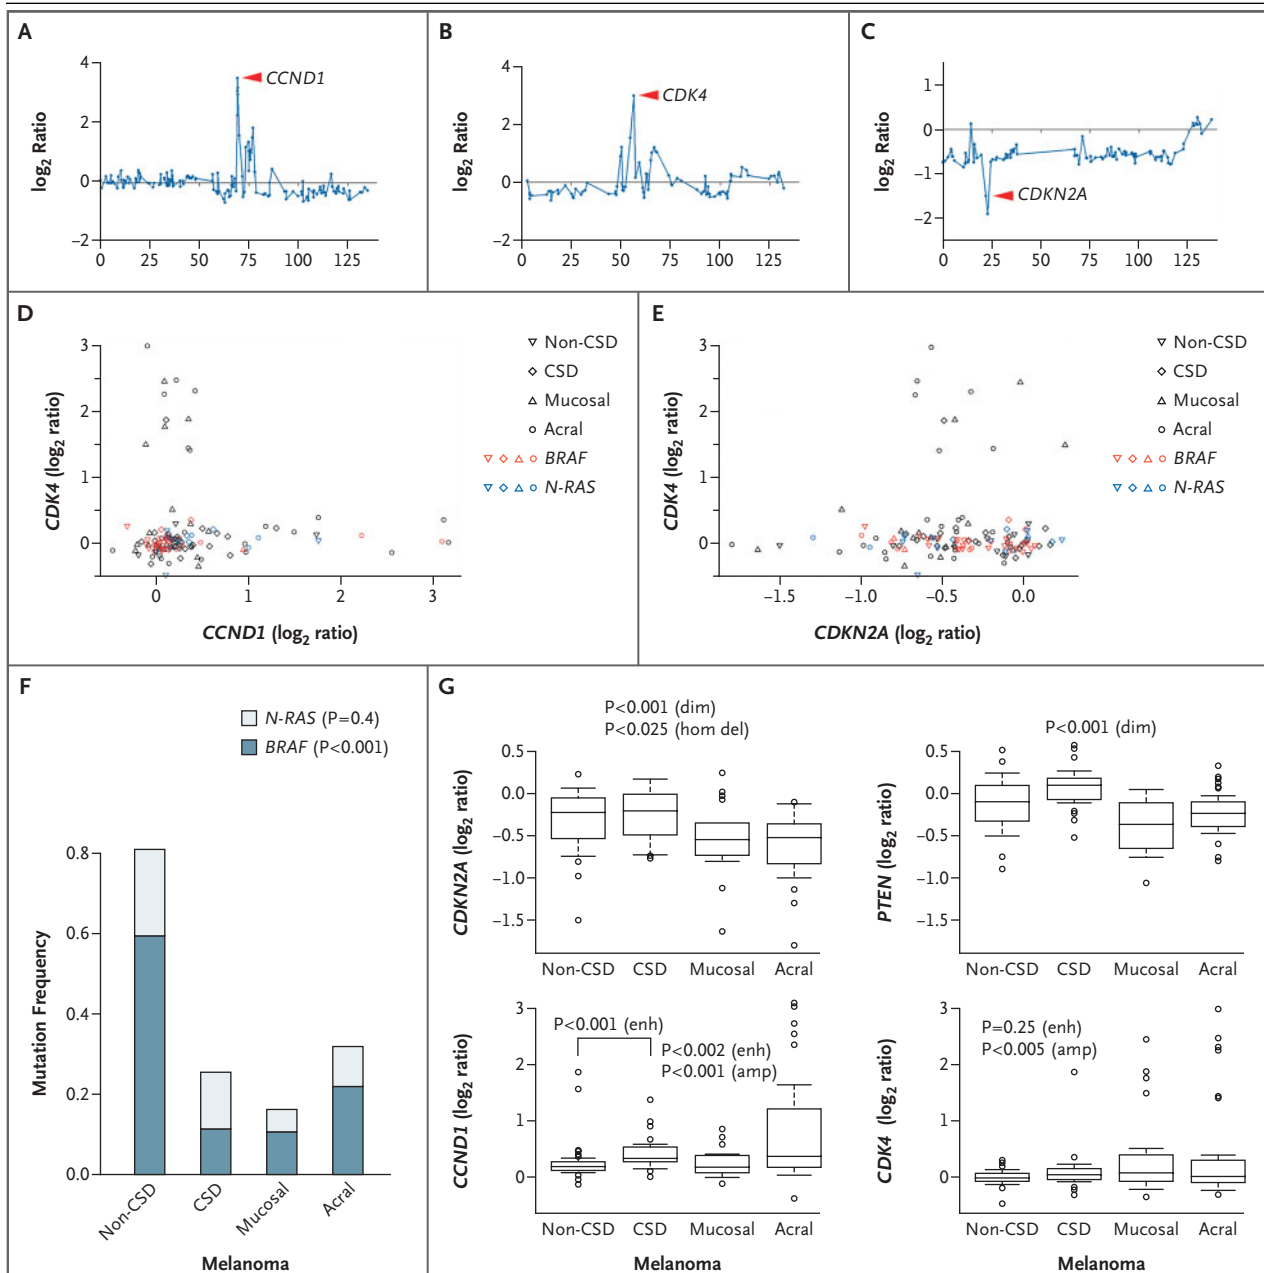 A
4
2
0
−2
log2 Ratio
CCND1
0 25 50 75 100 125
B
4
2
0
−2
log2 Ratio
CDK4
0 25 50 75 100 125
C
1
0
−1
−2
log2 Ratio
CDKN2A
0 25 50 75 100 125
D
3
2
1
0
CDK4 (log2 ratio)
Non-CSD
CSD
Mucosal
Acral
BRAF
N-RAS
0 1 2 3
CCND1 (log2 ratio)
E
3
2
1
0
CDK4 (log2 ratio)
Non-CSD
CSD
Mucosal
Acral
BRAF
N-RAS
−1.5 −1.0 −0.5 0.0
CDKN2A (log2 ratio)
F
N-RAS (P=0.4)
BRAF (P<0.001)
0.8
0.6
0.4
0.2
0.0
Mutation Frequency
Non-CSD
CSD
Mucosal
Acral
Melanoma
G
P<0.001 (dim)
P<0.025 (hom del)
0.5
0.0
−0.5
−1.0
−1.5
CDKN2A (log2 ratio)
Non-CSD CSD Mucosal Acral
P<0.001 (dim)
0.5
0.0
−0.5
−1.0
−1.5
PTEN (log2 ratio)
Non-CSD CSD Mucosal Acral
P<0.001 (enh)
P<0.002 (enh)
P<0.001 (amp)
3
2
1
0
CCND1 (log2 ratio)
Non-CSD CSD Mucosal Acral
Melanoma
P=0.25 (enh)
P<0.005 (amp)
3
2
1
0
CDK4 (log2 ratio)
Non-CSD CSD Mucosal Acral
Melanoma